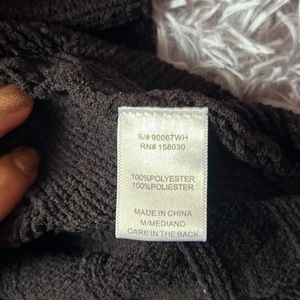 S/# 90067WH
RN# 158030
100%POLYESTER
100%POLIESTER
MADE IN CHINA
M/MEDIANO
CARE IN THE BACK